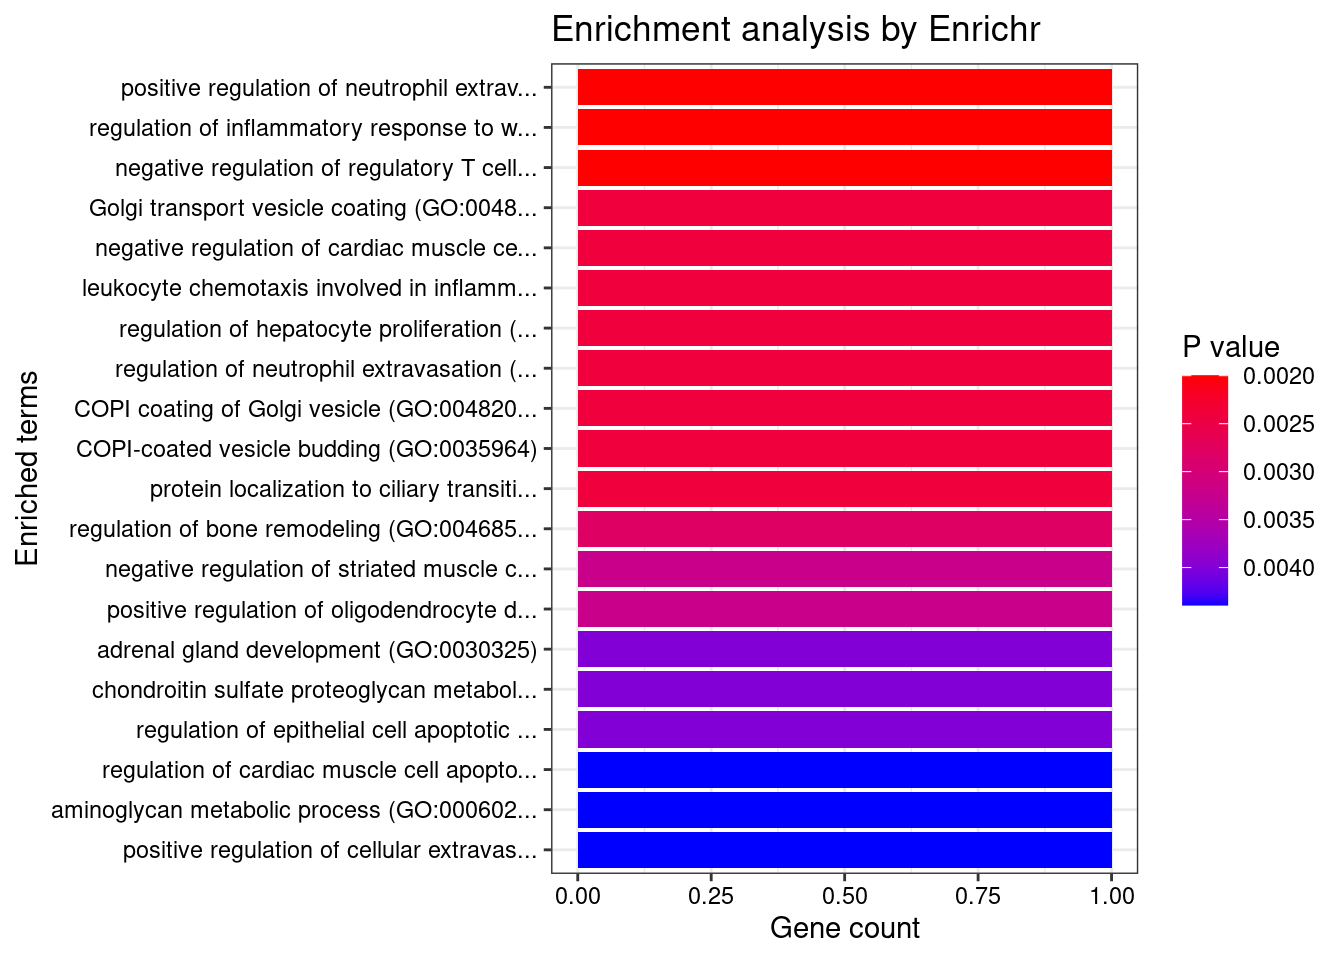 Enrichment analysis by Enrichr
positive regulation of neutrophil extrav...
regulation of inflammatory response to w...
negative regulation of regulatory T cell...
Golgi transport vesicle coating (GO:0048...
negative regulation of cardiac muscle ce...
leukocyte chemotaxis involved in inflamm...
regulation of hepatocyte proliferation (...
regulation of neutrophil extravasation (...
COPI coating of Golgi vesicle (GO:004820...
COPI-coated vesicle budding (GO:0035964)
protein localization to ciliary transiti...
regulation of bone remodeling (GO:004685...
negative regulation of striated muscle c...
positive regulation of oligodendrocyte d...
adrenal gland development (GO:0030325)
chondroitin sulfate proteoglycan metabol...
regulation of epithelial cell apoptotic ...
regulation of cardiac muscle cell apopto...
aminoglycan metabolic process (GO:000602...
positive regulation of cellular extravas...
Enriched terms
0.00 0.25 0.50 0.75 1.00
Gene count
P value
0.0020
0.0025
0.0030
0.0035
0.0040